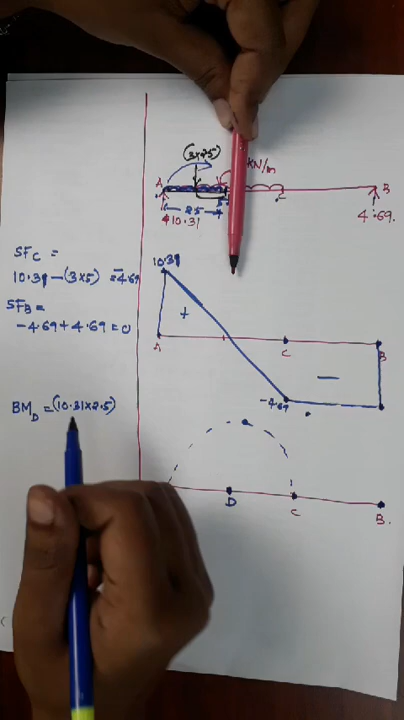 (3×2.5)
KN/m
A
B
C
2.5
10.31
4.69.
SFC =
10.31 – (3×5) = -4.69
SFB =
-4.69 + 4.69 = 0
10.31
+
A
C
B
-4.69
–
BMD = (10.31×2.5)
D
C
B.